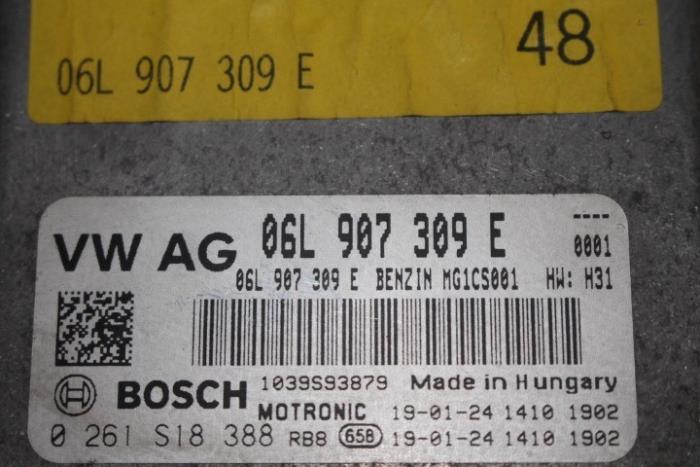 06L 907 309 E 48
VW AG 06L 907 309 E ----
0001
06L 907 309 E BENZIN MG1CS001 HW: H31
BOSCH 1039S93879 Made in Hungary
MOTRONIC 19-01-24 1410 1902
0 261 S18 388 RB8 658 19-01-24 1410 1902